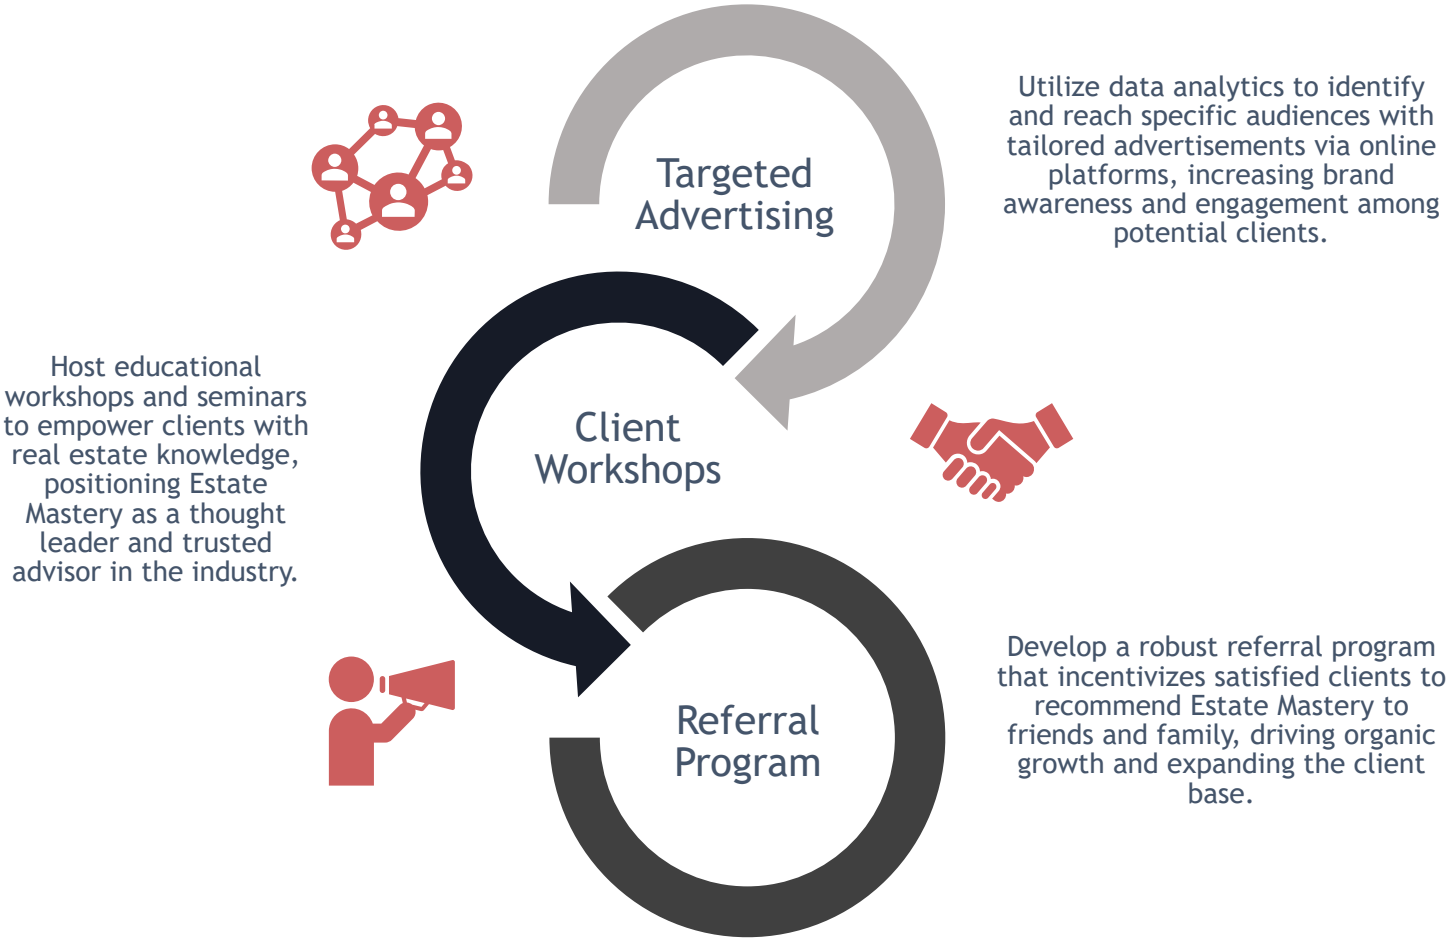 Targeted
Advertising
Utilize data analytics to identify
and reach specific audiences with
tailored advertisements via online
platforms, increasing brand
awareness and engagement among
potential clients.
Host educational
workshops and seminars
to empower clients with
real estate knowledge,
positioning Estate
Mastery as a thought
leader and trusted
advisor in the industry.
Client
Workshops
Referral
Program
Develop a robust referral program
that incentivizes satisfied clients to
recommend Estate Mastery to
friends and family, driving organic
growth and expanding the client
base.